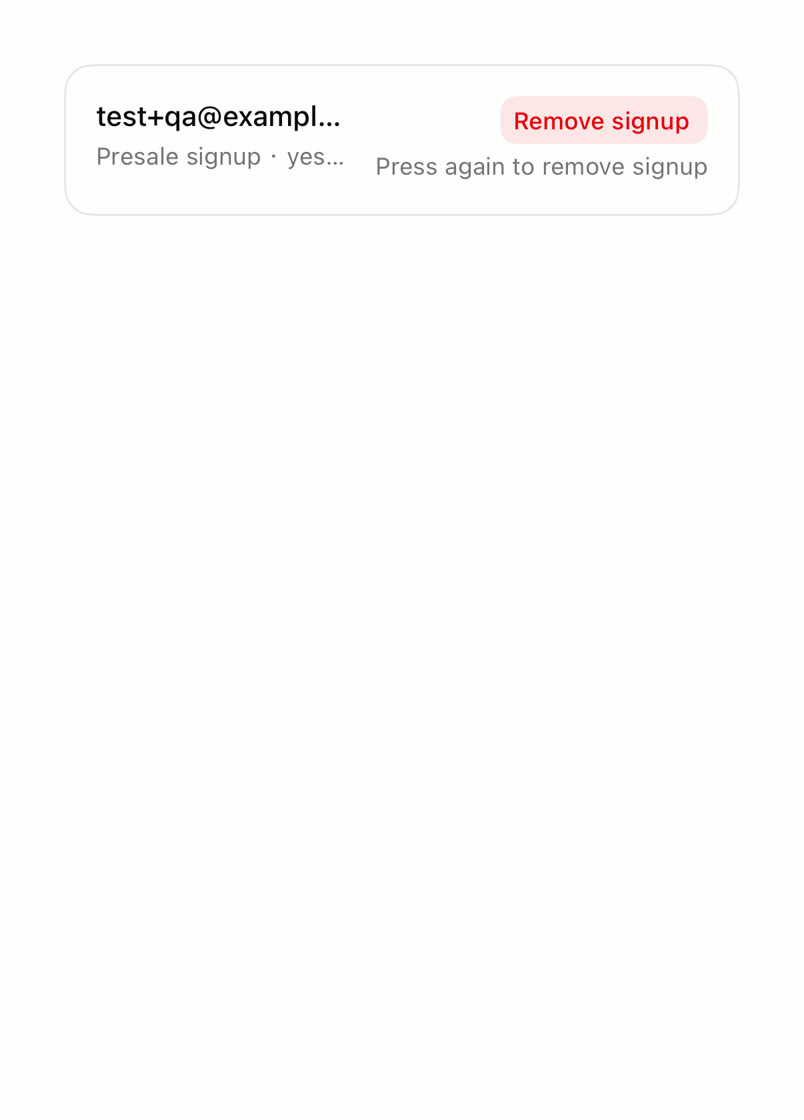 test+qa@exampl...
Presale signup · yes...
Remove signup
Press again to remove signup